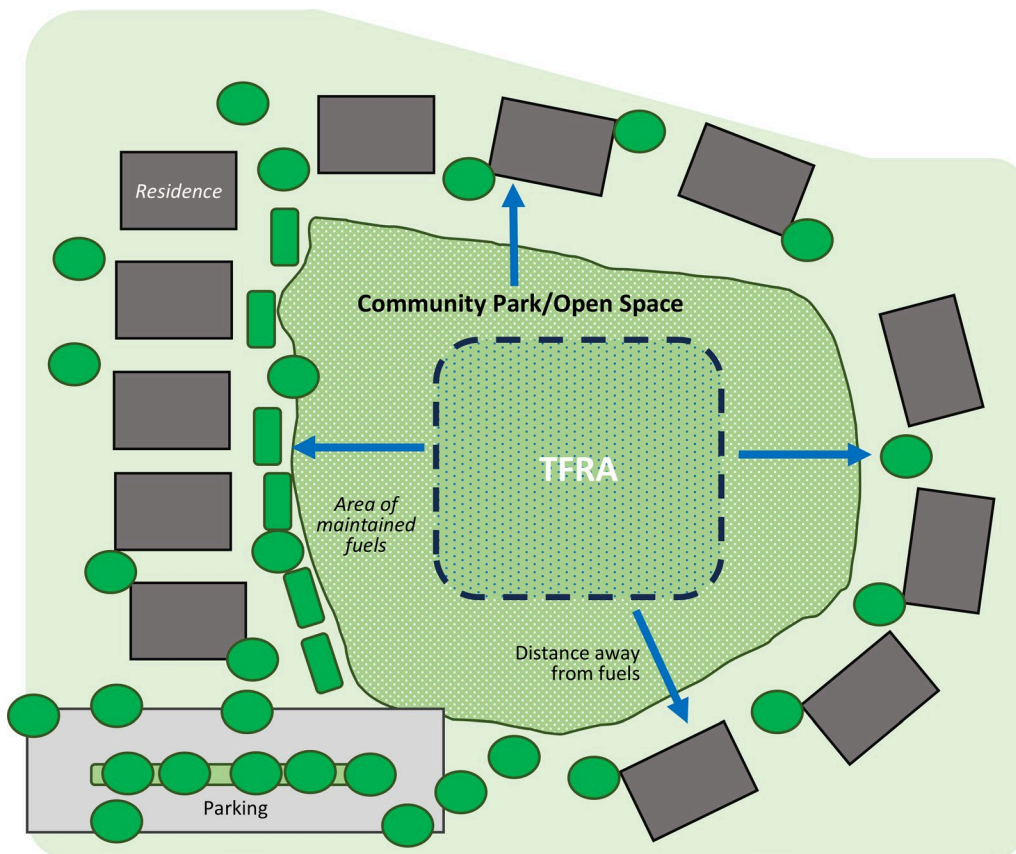 Residence
Community Park/Open Space
TFRA
Area of
maintained
fuels
Distance away
from fuels
Parking